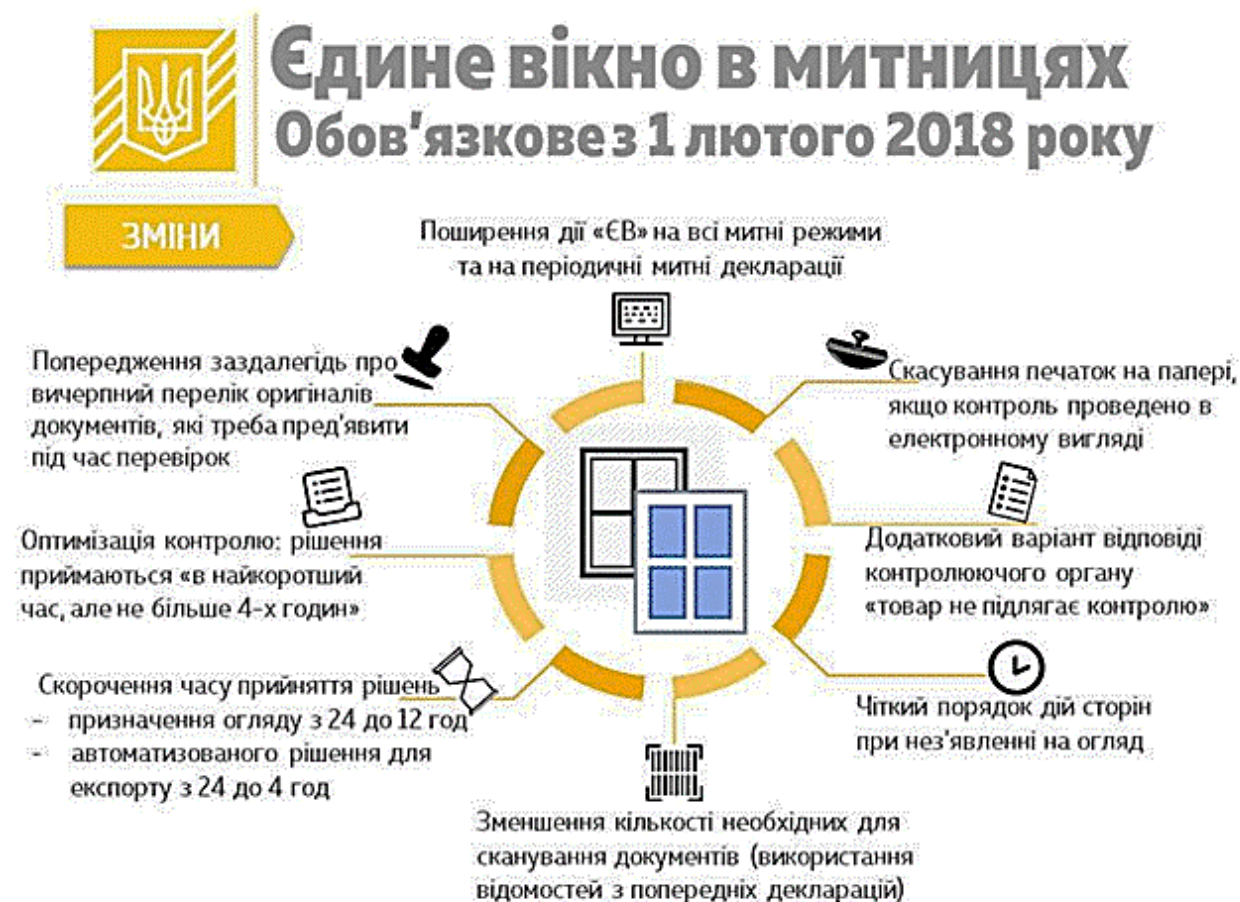 Єдине вікно в митницях
Обов'язкове з 1 лютого 2018 року
ЗМІНИ
Поширення дії «ЄВ» на всі митні режими
та на періодичні митні декларації
Скасування печаток на папері,
якщо контроль проведено в
електронному вигляді
Додатковий варіант відповіді
контролюючого органу
«товар не підлягає контролю»
Чіткий порядок дій сторін
при нез'явленні на огляд
Зменшення кількості необхідних для
сканування документів (використання
відомостей з попередніх декларацій)
Скорочення часу прийняття рішень
- призначення огляду з 24 до 12 год
- автоматизованого рішення для
експорту з 24 до 4 год
Оптимізація контролю: рішення
приймаються «в найкоротший
час, але не більше 4-х годин»
Попередження заздалегідь про
вичерпний перелік оригіналів
документів, які треба пред'явити
під час перевірок